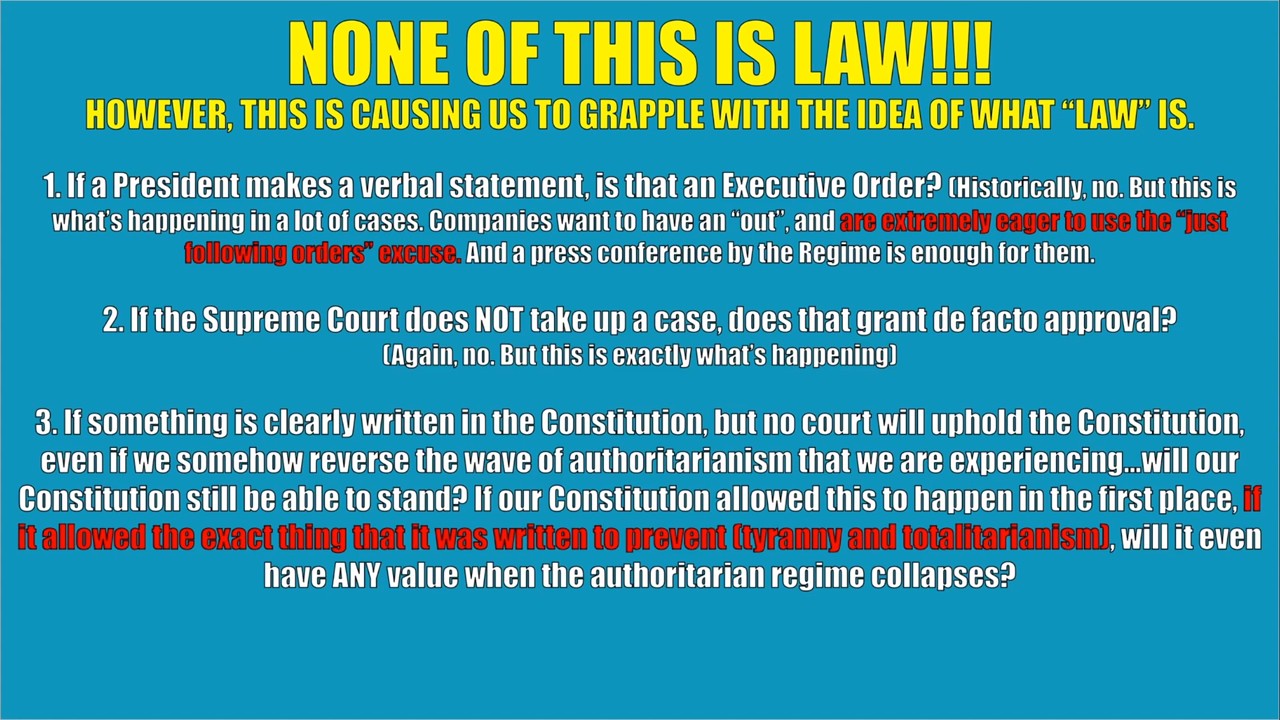 NONE OF THIS IS LAW!!!
HOWEVER, THIS IS CAUSING US TO GRAPPLE WITH THE IDEA OF WHAT “LAW” IS.
1. If a President makes a verbal statement, is that an Executive Order? (Historically, no. But this is
what’s happening in a lot of cases. Companies want to have an “out”, and are extremely eager to use the “just
following orders” excuse. And a press conference by the Regime is enough for them.
2. If the Supreme Court does NOT take up a case, does that grant de facto approval?
(Again, no. But this is exactly what’s happening)
3. If something is clearly written in the Constitution, but no court will uphold the Constitution,
even if we somehow reverse the wave of authoritarianism that we are experiencing...will our
Constitution still be able to stand? If our Constitution allowed this to happen in the first place, if
it allowed the exact thing that it was written to prevent (tyranny and totalitarianism), will it even
have ANY value when the authoritarian regime collapses?